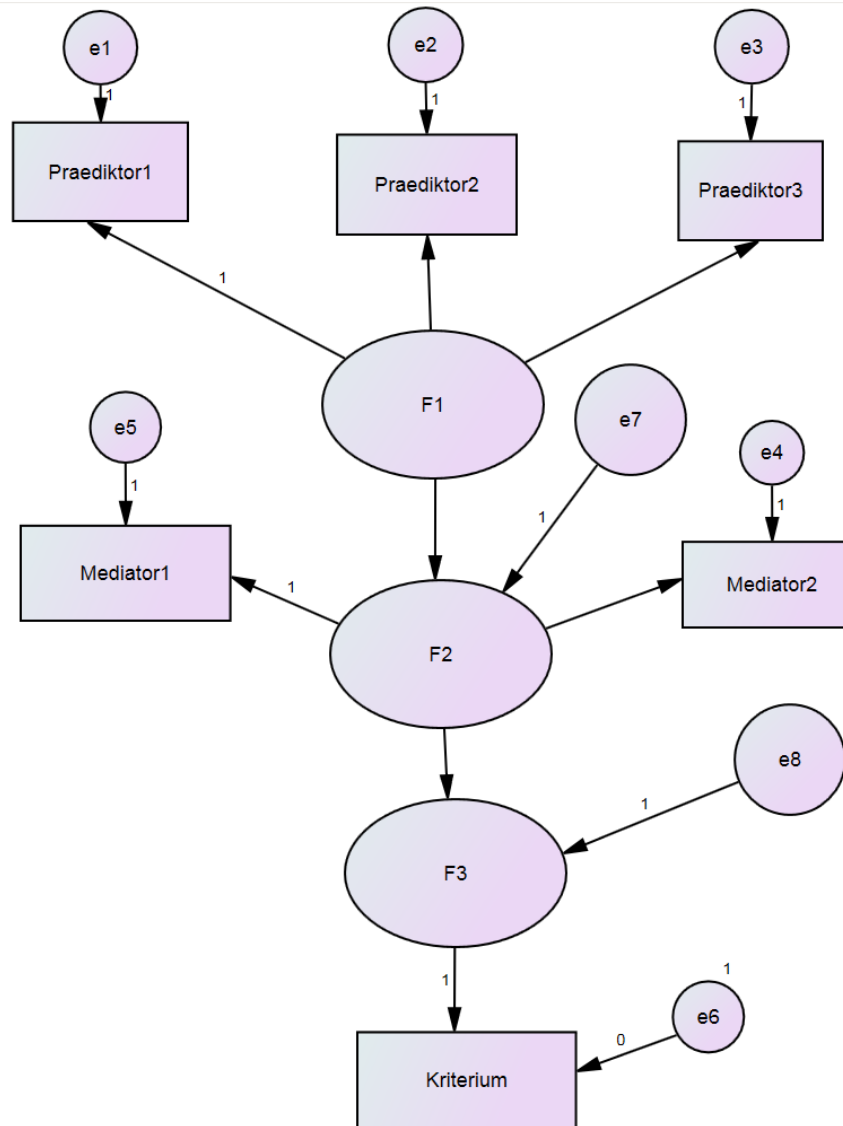 e1
e2
e3
1
1
1
Praediktor1
Praediktor2
Praediktor3
1
F1
e5
e7
e4
1
1
1
Mediator1
1
Mediator2
F2
e8
1
F3
1
1
e6
0
Kriterium